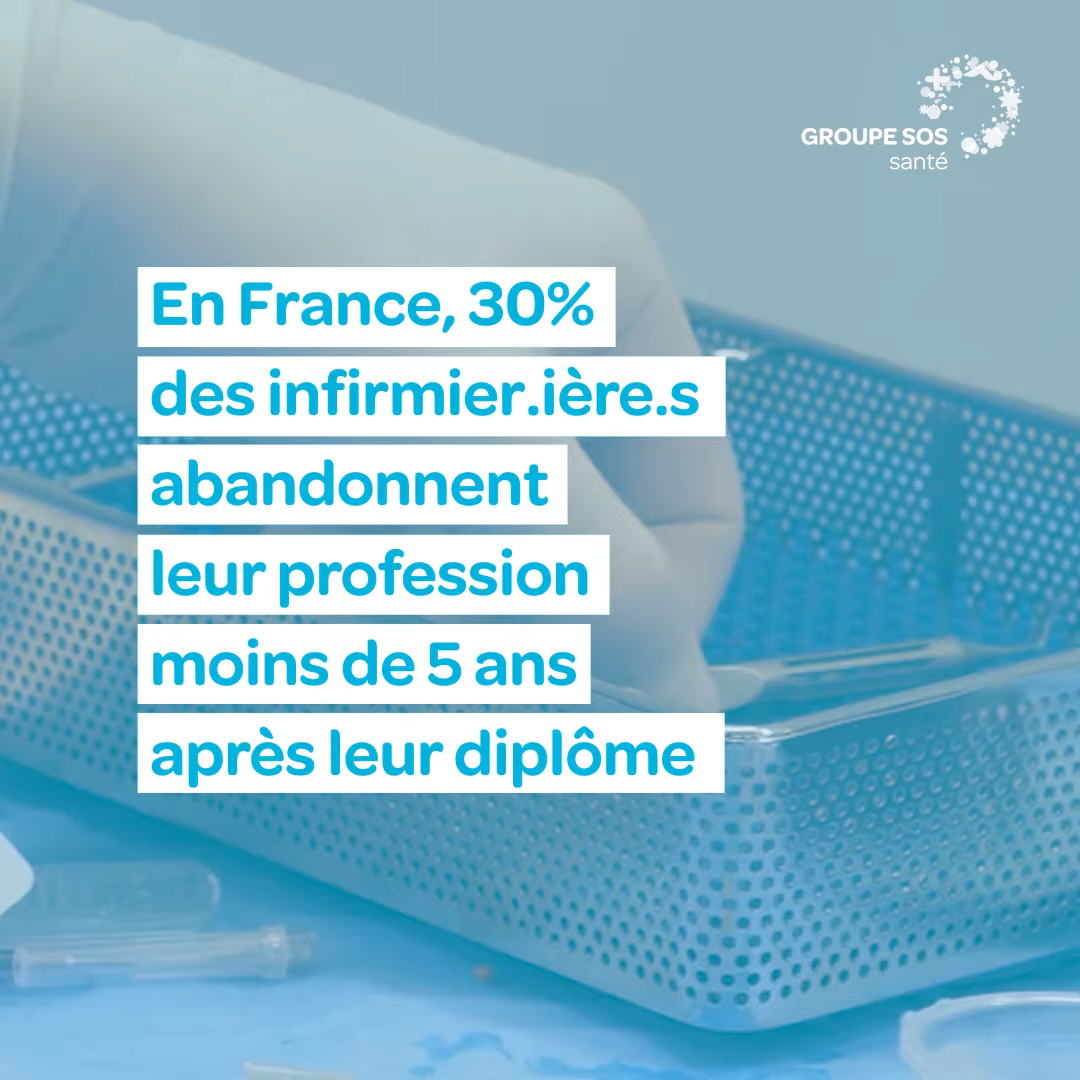 GROUPE SOS
santé
En France, 30%
des infirmier.ière.s
abandonnent
leur profession
moins de 5 ans
après leur diplôme